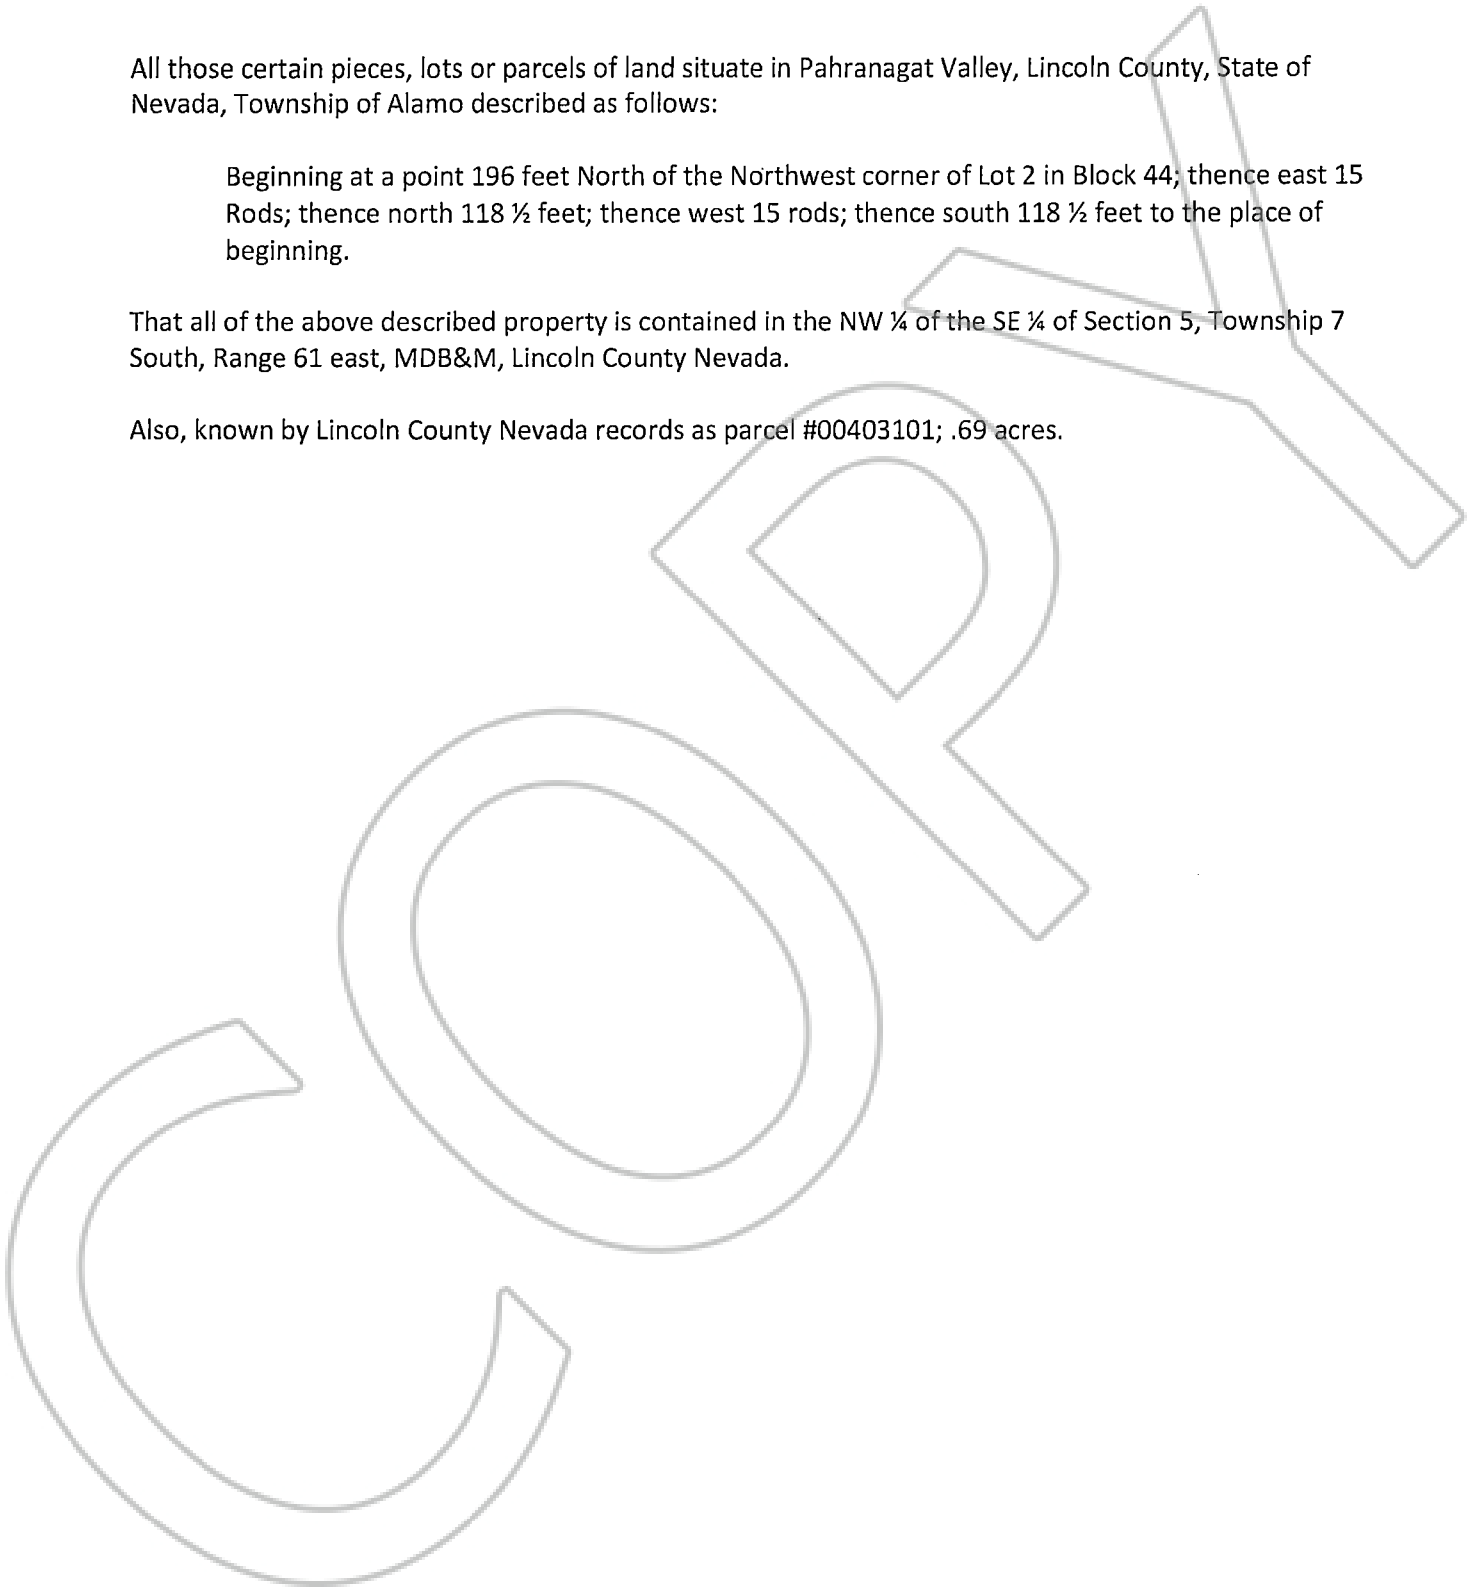 All those certain pieces, lots or parcels of land situate in Pahranagat Valley, Lincoln County, State of
Nevada, Township of Alamo described as follows:
Beginning at a point 196 feet North of the Northwest corner of Lot 2 in Block 44; thence east 15
Rods; thence north 118 ½ feet; thence west 15 rods; thence south 118 ½ feet to the place of
beginning.
That all of the above described property is contained in the NW ¼ of the SE ¼ of Section 5, Township 7
South, Range 61 east, MDB&M, Lincoln County Nevada.
Also, known by Lincoln County Nevada records as parcel #00403101; .69 acres.
COPY